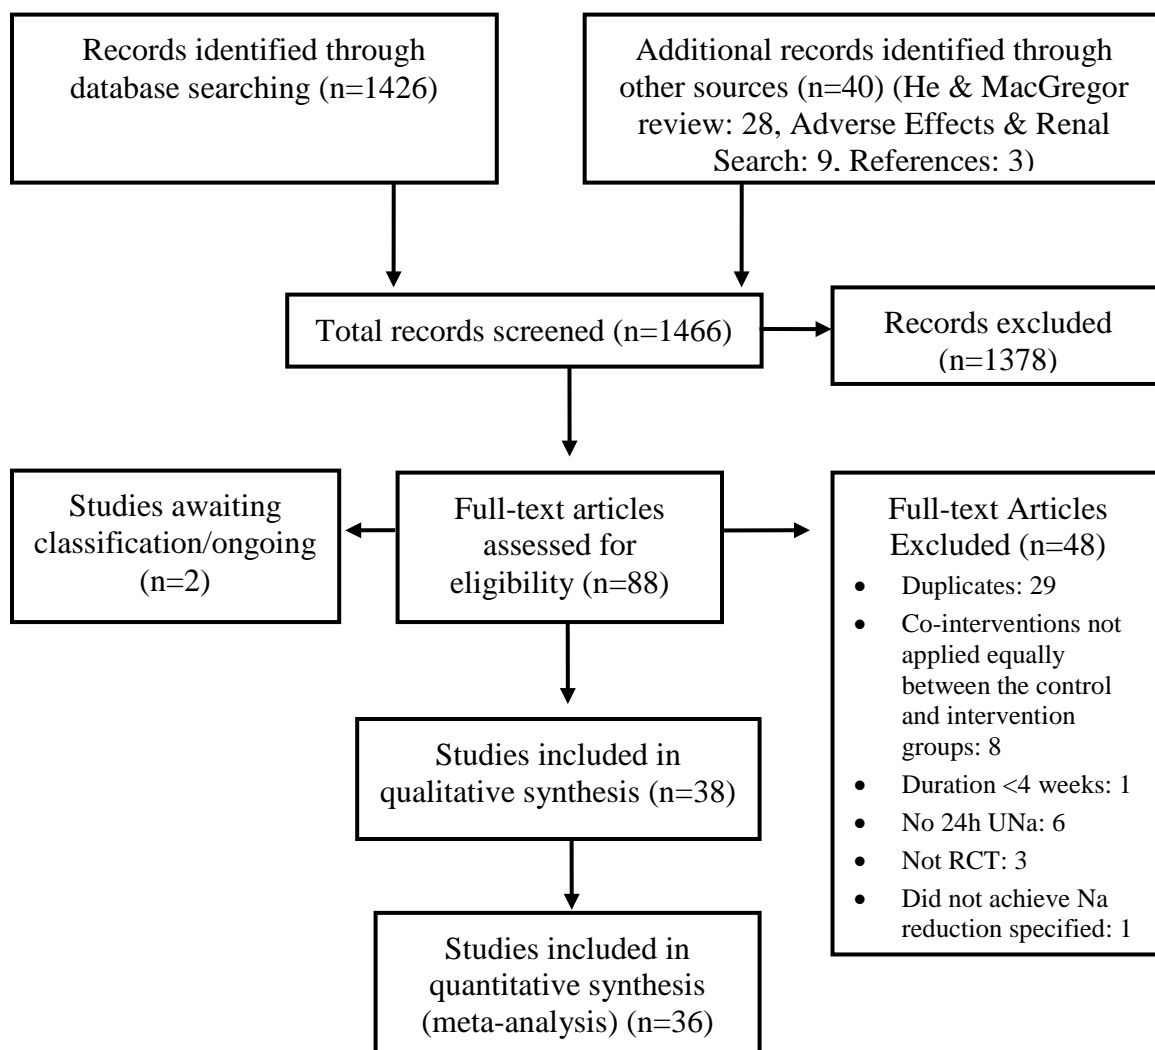 Records identified through
database searching (n=1426)
Additional records identified through
other sources (n=40) (He & MacGregor
review: 28, Adverse Effects & Renal
Search: 9, References: 3)
Total records screened (n=1466)
Records excluded
(n=1378)
Studies awaiting
classification/ongoing
(n=2)
Full-text articles
assessed for
eligibility (n=88)
Full-text Articles
Excluded (n=48)
• Duplicates: 29
• Co-interventions not
applied equally
between the control
and intervention
groups: 8
• Duration <4 weeks: 1
• No 24h UNa: 6
• Not RCT: 3
• Did not achieve Na
reduction specified: 1
Studies included in
qualitative synthesis (n=38)
Studies included in
quantitative synthesis
(meta-analysis) (n=36)